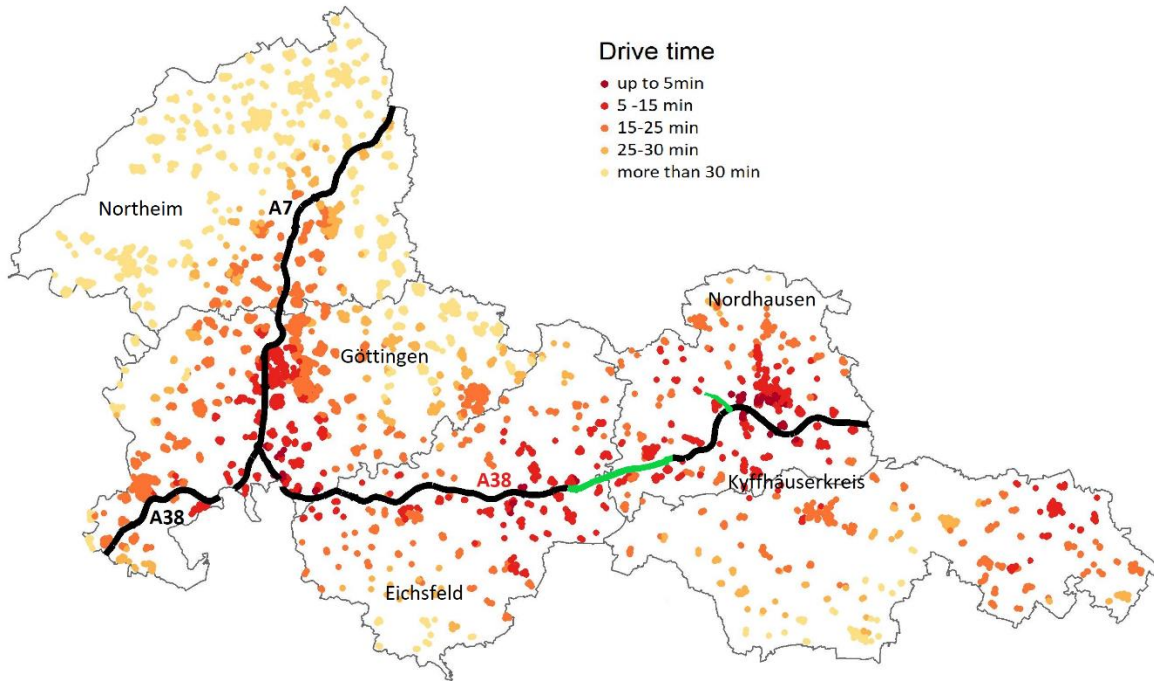 Drive time
up to 5min
5 -15 min
15-25 min
25-30 min
more than 30 min
Northeim
A7
Nordhausen
Göttingen
A38
Kyffhäuserkreis
A38
Eichsfeld